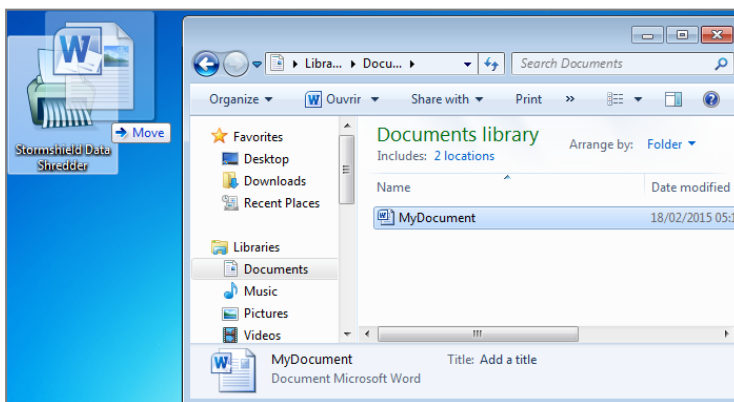 Move
Stormshield Data
Shredder
Libra... Docu...
Search Documents
Organize Ouvrir Share with Print »
Favorites
Desktop
Downloads
Recent Places
Libraries
Documents
Music
Pictures
Videos
Documents library
Includes: 2 locations
Arrange by: Folder
Name Date modified
MyDocument 18/02/2015
MyDocument Title: Add a title
Document Microsoft Word